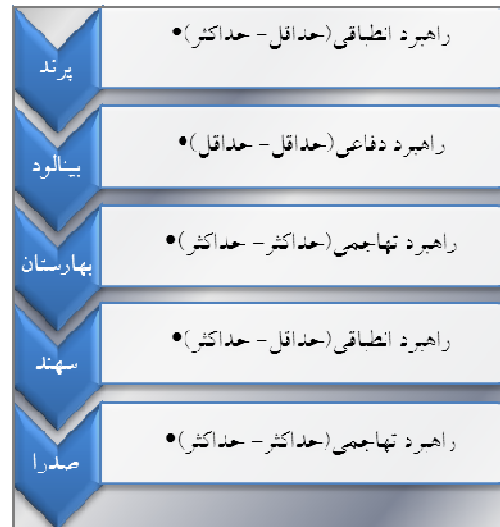 پرند
راهبرد انطباقی(حداقل- حداکثر)•
بینالود
راهبرد دفاعی(حداقل- حداقل)•
بهارستان
راهبرد تهاجمی(حداکثر- حداکثر)•
سهند
راهبرد انطباقی(حداقل- حداکثر)•
صدرا
راهبرد تهاجمی(حداکثر- حداکثر)•